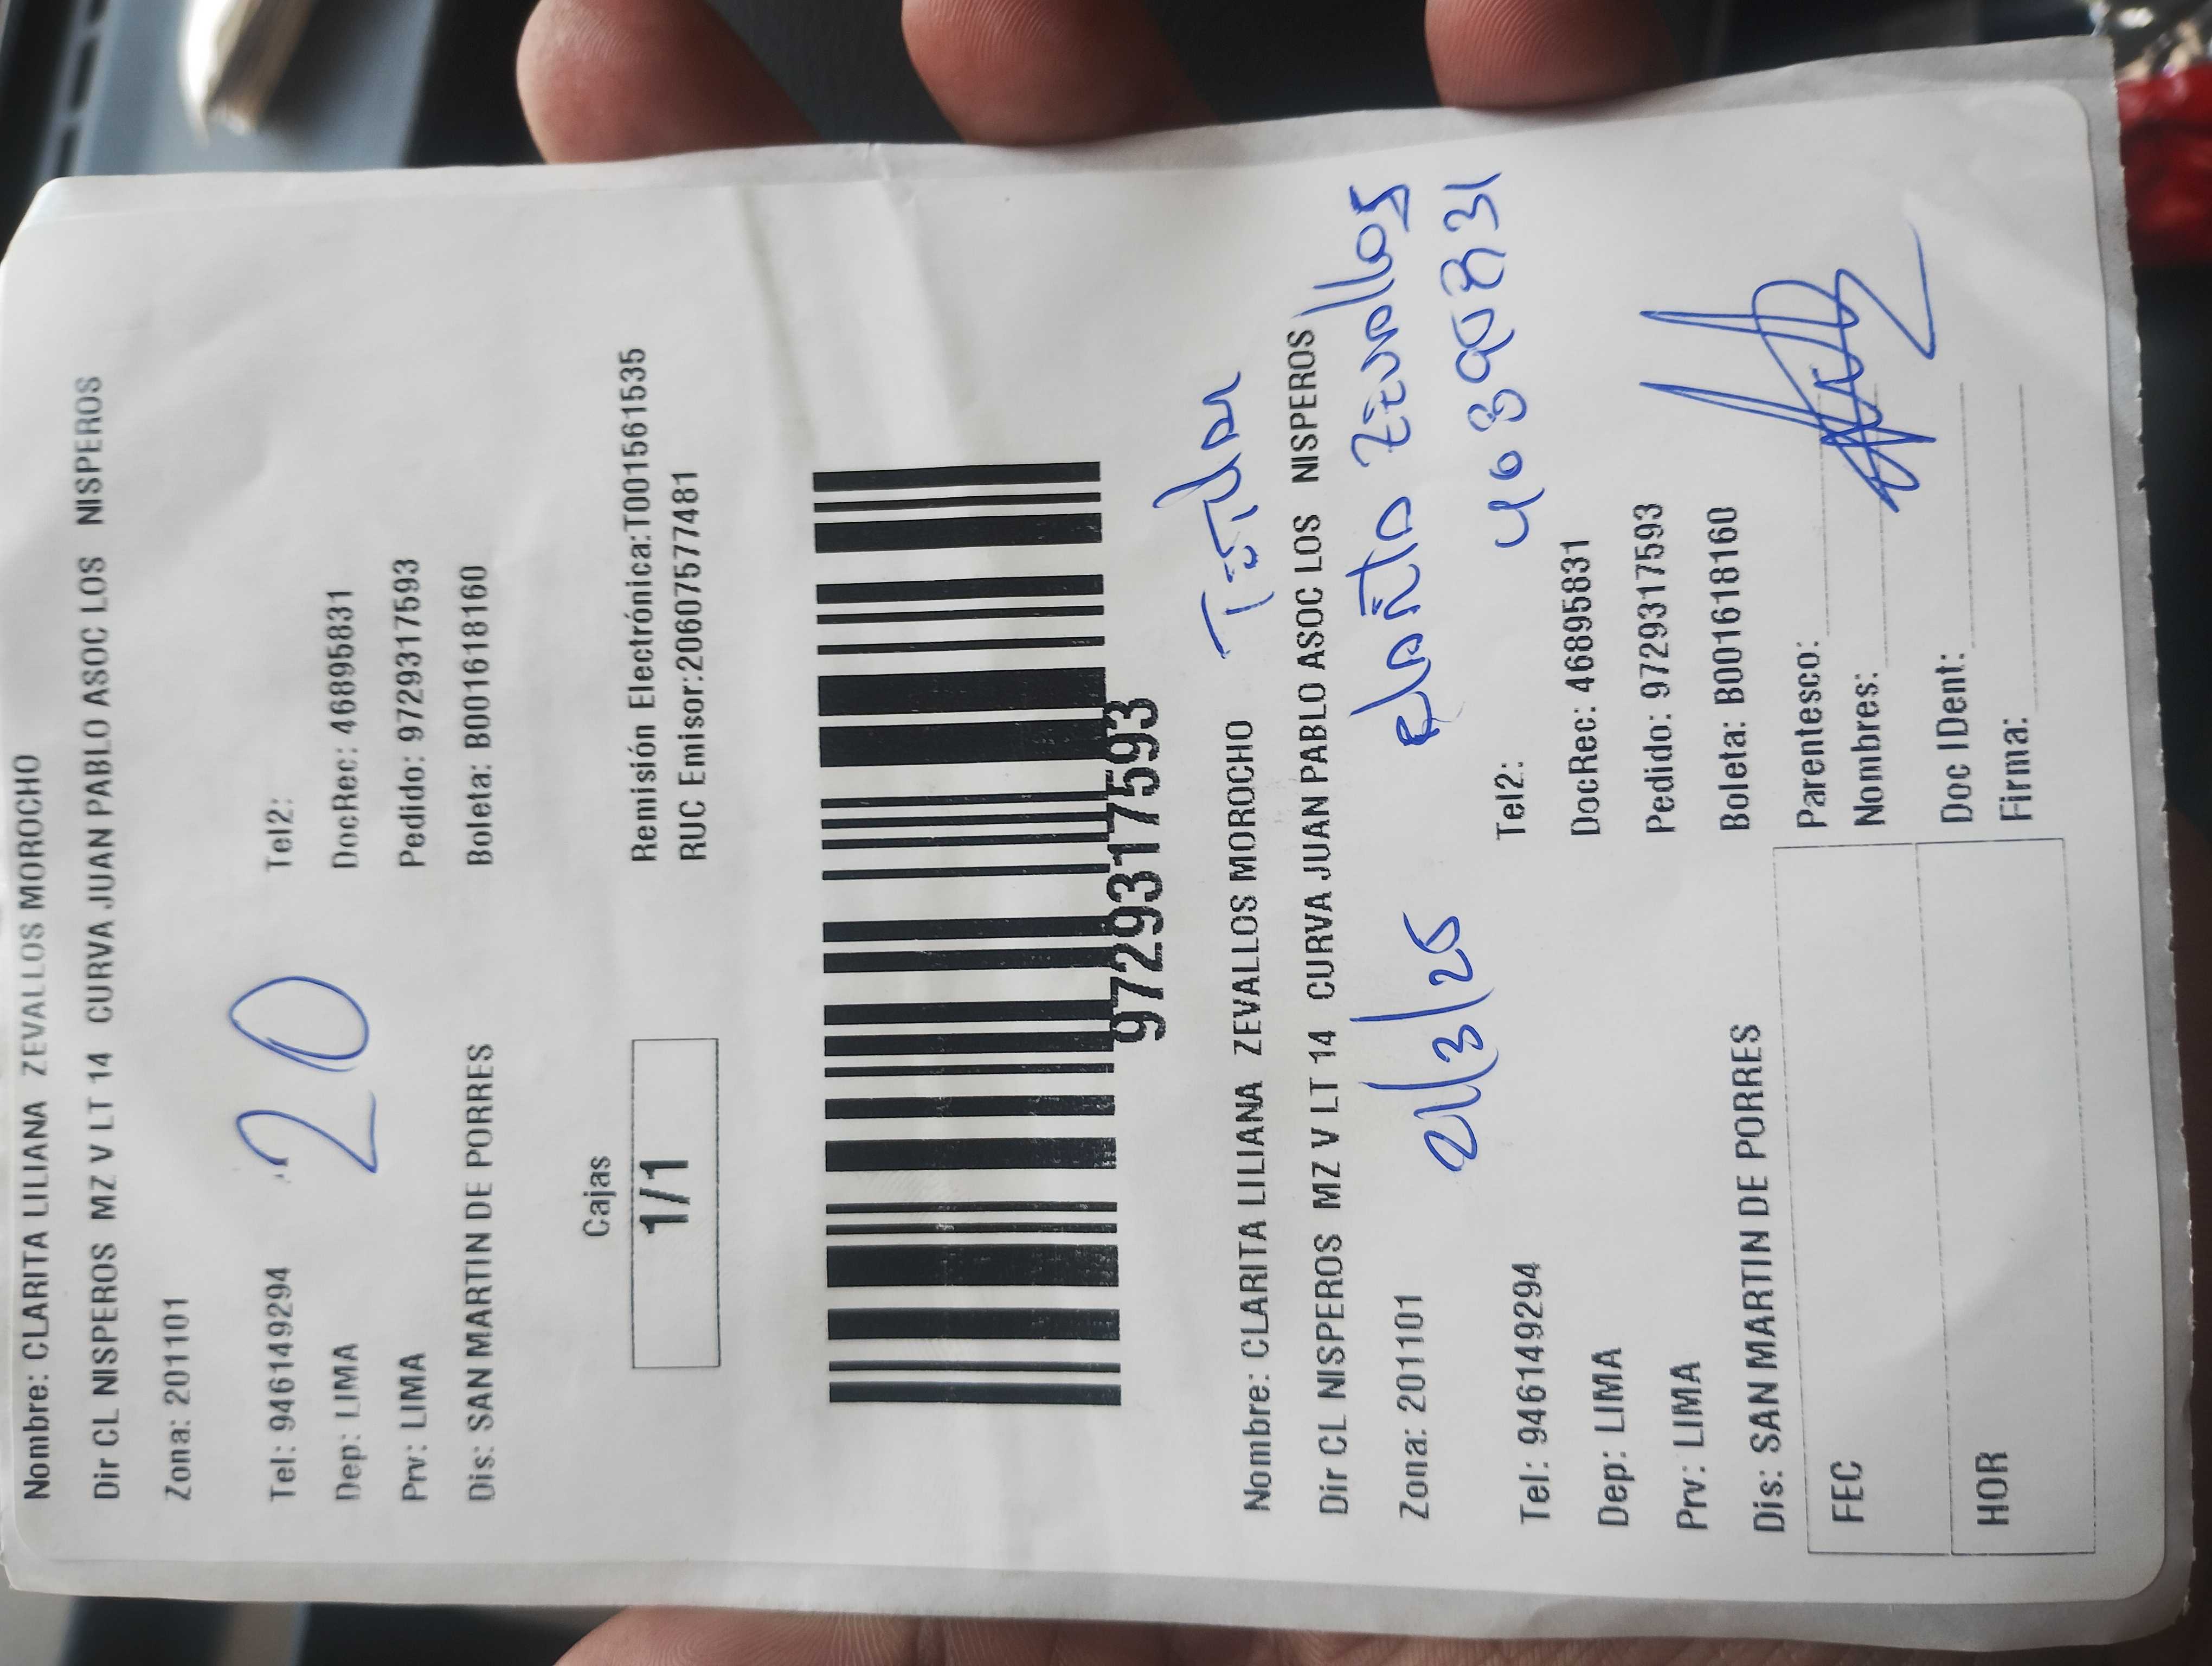 Nombre: CLARITA LILIANA ZEVALLOS MOROCHO
Dir CL NISPEROS MZ V LT 14 CURVA JUAN PABLO ASOC LOS NISPEROS
Zona: 201101
20
Tel: 946149294 Tel2:
Dep: LIMA DocRec: 46895831
Prv: LIMA Pedido: 9729317593
Dis: SAN MARTIN DE PORRES Boleta: B001618160
Cajas
1/1
Remisión Electrónica:T001561535
RUC Emisor:20607577481
9729317593
Titular
Nombre: CLARITA LILIANA ZEVALLOS MOROCHO
Dir CL NISPEROS MZ V LT 14 CURVA JUAN PABLO ASOC LOS NISPEROS
Zona: 201101
21/3/25
Zevallos
Tel: 946149294 Tel2:
Dep: LIMA DocRec: 46895831
Prv: LIMA Pedido: 9729317593
Dis: SAN MARTIN DE PORRES Boleta: B001618160
FEC
HOR
Parentesco:
Nombres:
Doc IDent:
Firma: